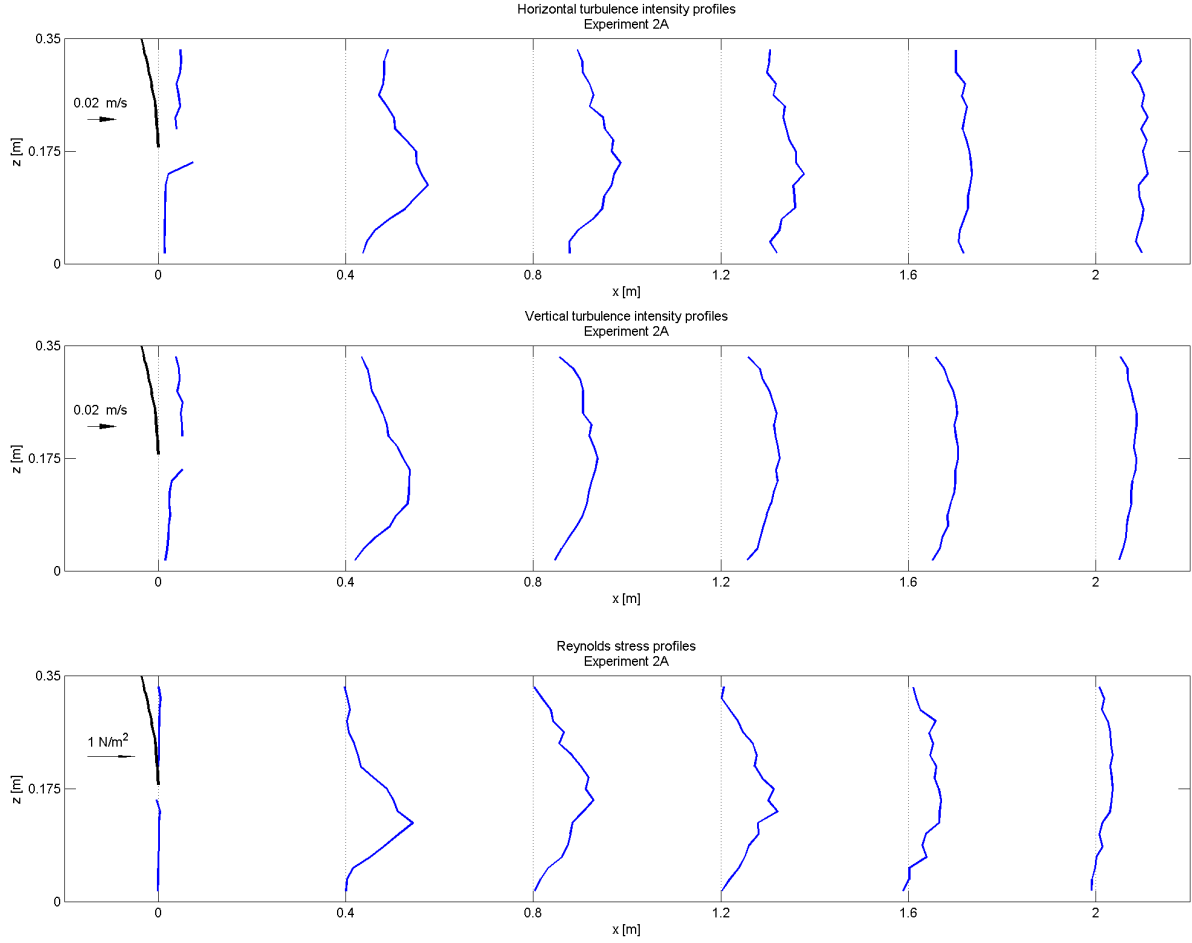 Horizontal turbulence intensity profiles
Experiment 2A
0.35
0.175
0
z [m]
0.02 m/s
0 0.4 0.8 1.2 1.6 2
x [m]
Vertical turbulence intensity profiles
Experiment 2A
0.35
0.175
0
z [m]
0.02 m/s
0 0.4 0.8 1.2 1.6 2
x [m]
Reynolds stress profiles
Experiment 2A
0.35
0.175
0
z [m]
1 N/m²
0 0.4 0.8 1.2 1.6 2
x [m]